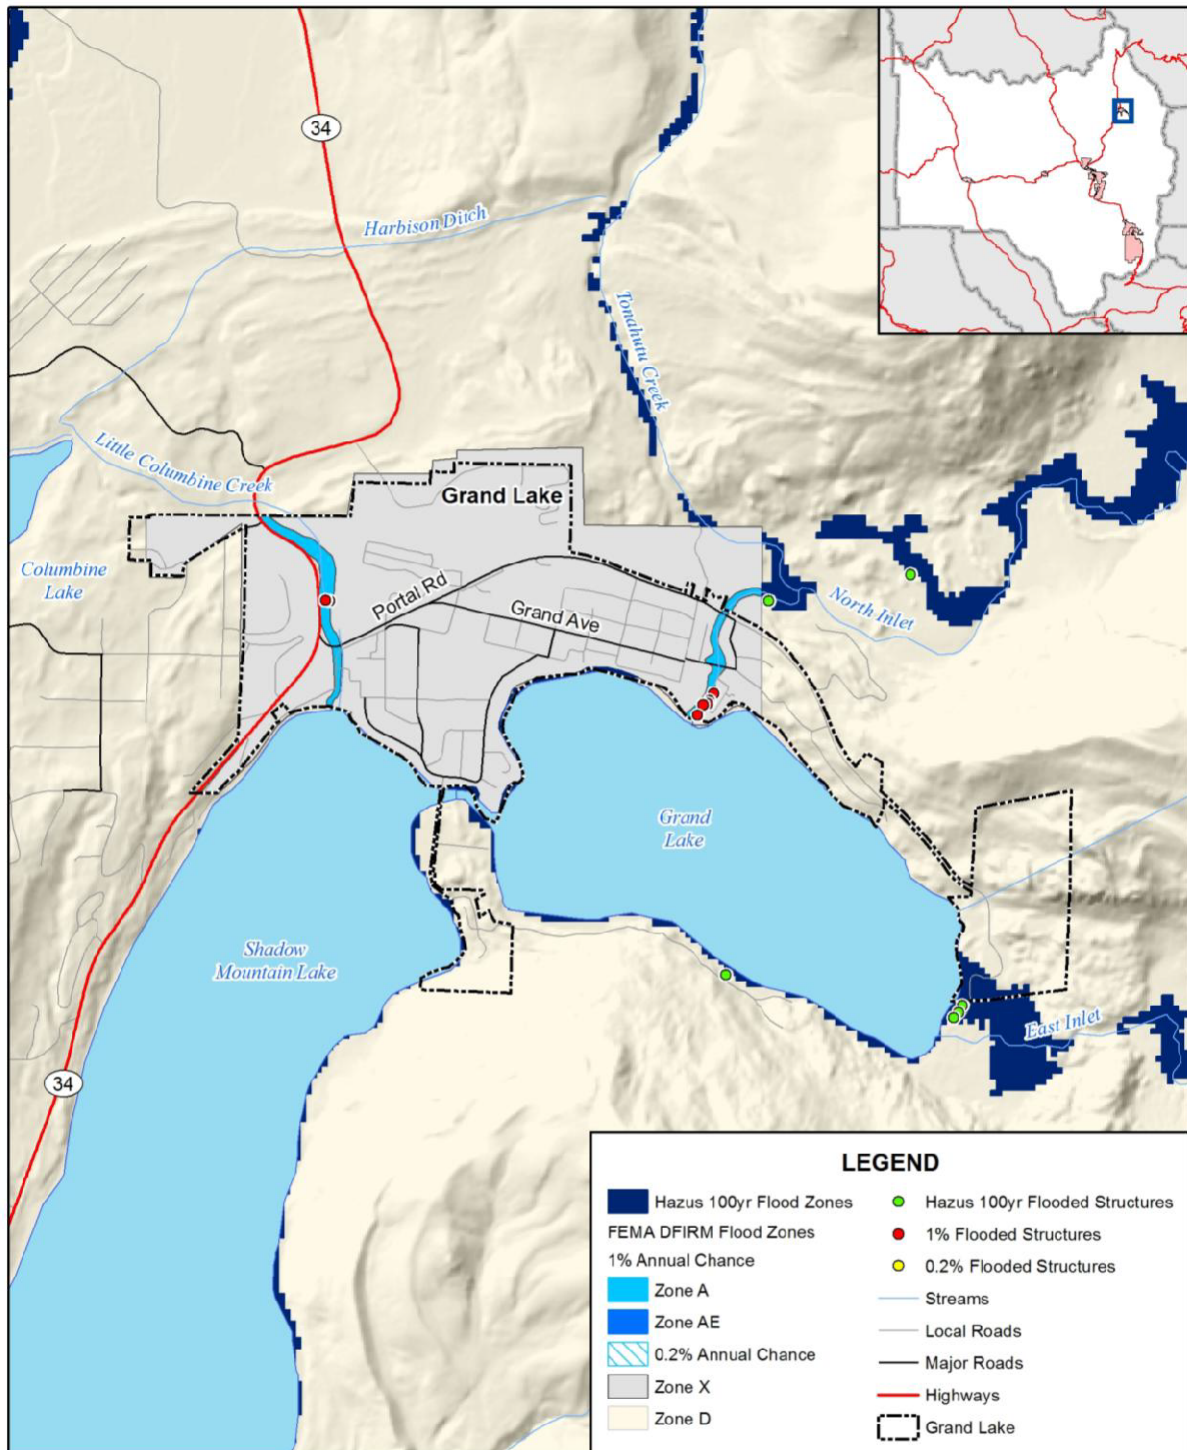 34
Harbison Ditch
Tonahutu Creek
Little Columbine Creek
Grand Lake
Columbine
Lake
Portal Rd
Grand Ave
North Inlet
Grand
Lake
Shadow
Mountain Lake
East Inlet
34
LEGEND
Hazus 100yr Flood Zones
FEMA DFIRM Flood Zones
1% Annual Chance
Zone A
Zone AE
0.2% Annual Chance
Zone X
Zone D
Hazus 100yr Flooded Structures
1% Flooded Structures
0.2% Flooded Structures
Streams
Local Roads
Major Roads
Highways
Grand Lake